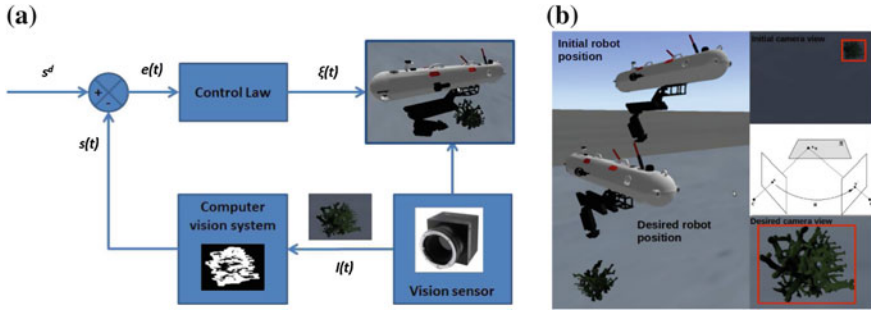 (a)
s^d
+
-
e(t)
Control Law
ξ(t)
s(t)
Computer
vision system
I(t)
Vision sensor
(b)
Initial robot
position
Initial camera view
Desired robot
position
Desired camera view